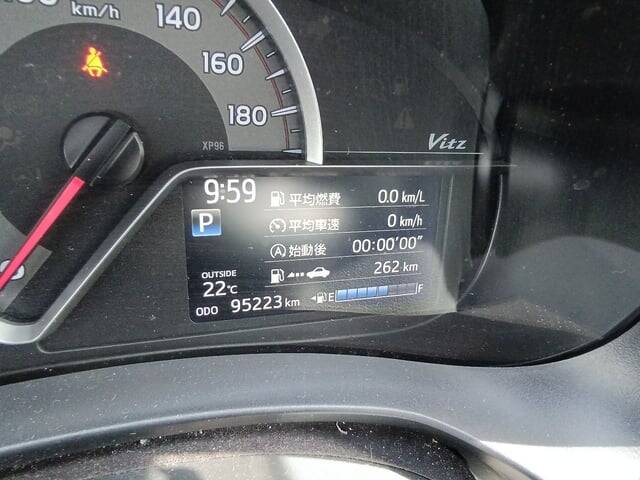 km/h
140
160
180
XP96
Vitz
9:59
P
平均燃費 0.0 km/L
平均車速 0 km/h
Ⓐ始動後 00:00'00"
262 km
OUTSIDE
22℃
ODO 95223 km
E F